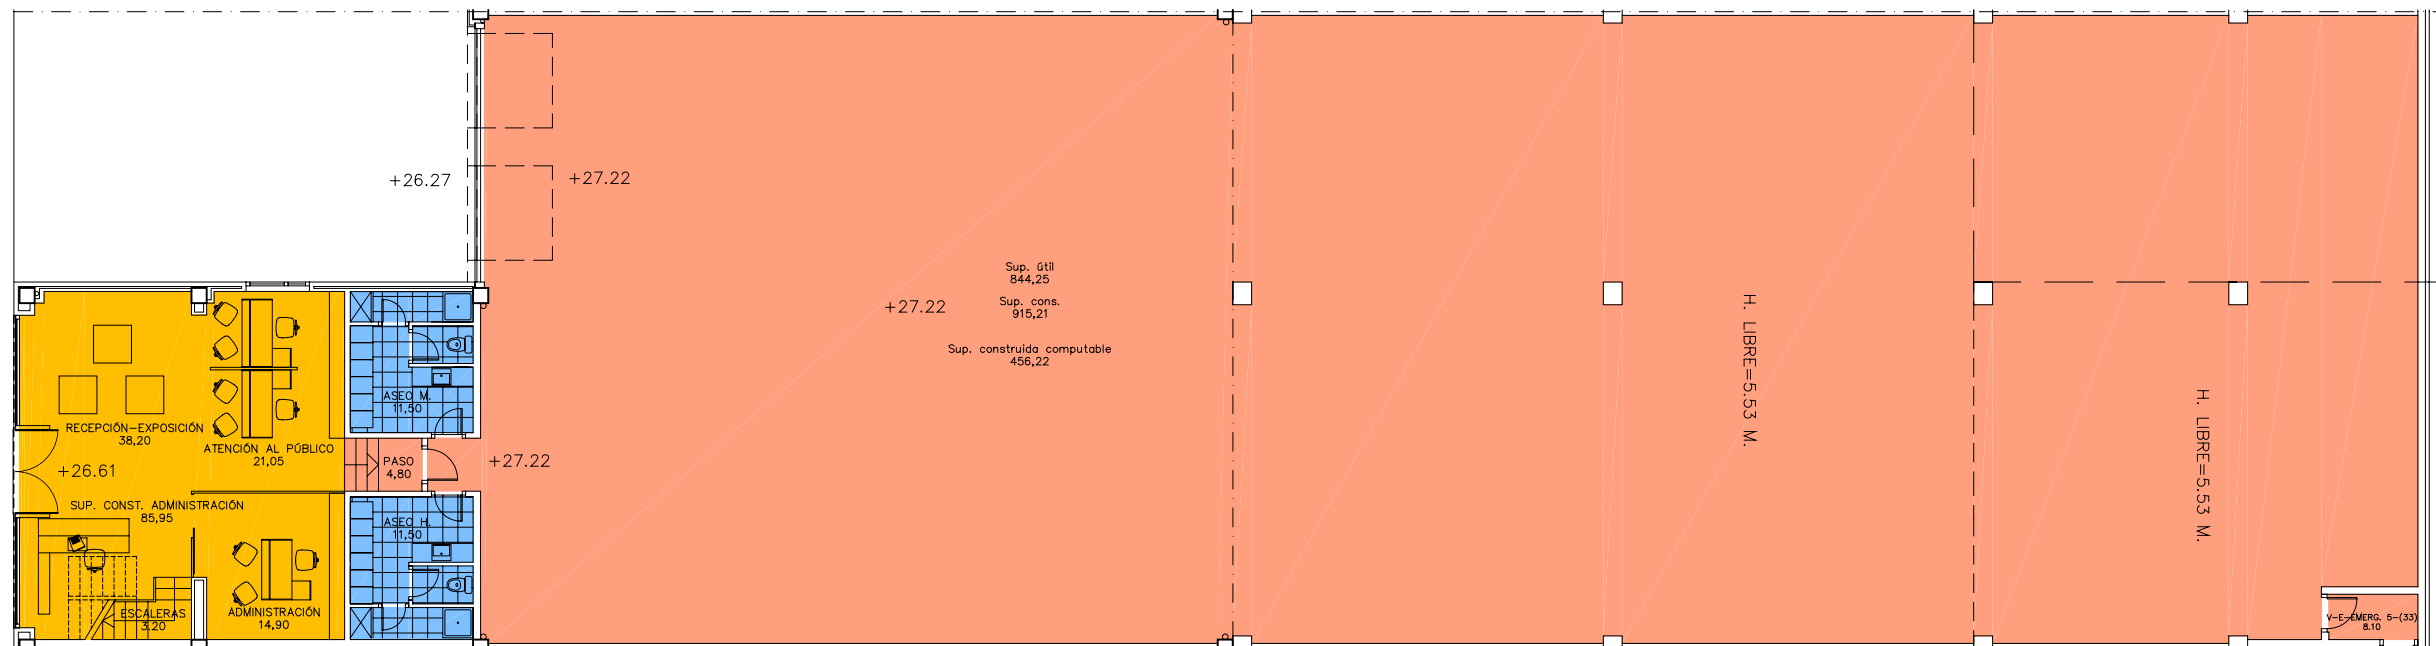 +26.27
+27.22
Sup. útil
844,25
Sup. cons.
915,21
Sup. construida computable
456,22
+27.22
H. LIBRE=5.53 M.
H. LIBRE=5.53 M.
ASEO M.
11,50
RECEPCIÓN-EXPOSICIÓN
38,20
ATENCIÓN AL PÚBLICO
21,05
PASO
4,80
+27.22
+26.61
SUP. CONST. ADMINISTRACIÓN
85,95
ASEO H.
11,50
ESCALERAS
3.20
ADMINISTRACIÓN
14,90
V-E-EMERG. 5-(33)
8.10